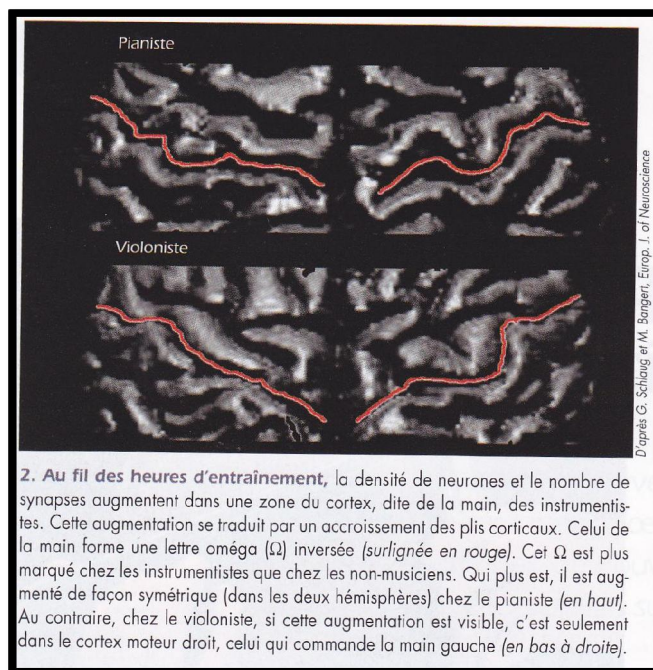 Pianiste
Violoniste
D'après G. Schlaug et M. Bangert, Europ. J. of Neuroscience
2. Au fil des heures d'entraînement, la densité de neurones et le nombre de
synapses augmentent dans une zone du cortex, dite de la main, des instrumentis-
tes. Cette augmentation se traduit par un accroissement des plis corticaux. Celui de
la main forme une lettre oméga (Ω) inversée (surlignée en rouge). Cet Ω est plus
marqué chez les instrumentistes que chez les non-musiciens. Qui plus est, il est aug-
menté de façon symétrique (dans les deux hémisphères) chez le pianiste (en haut).
Au contraire, chez le violoniste, si cette augmentation est visible, c'est seulement
dans le cortex moteur droit, celui qui commande la main gauche (en bas à droite).